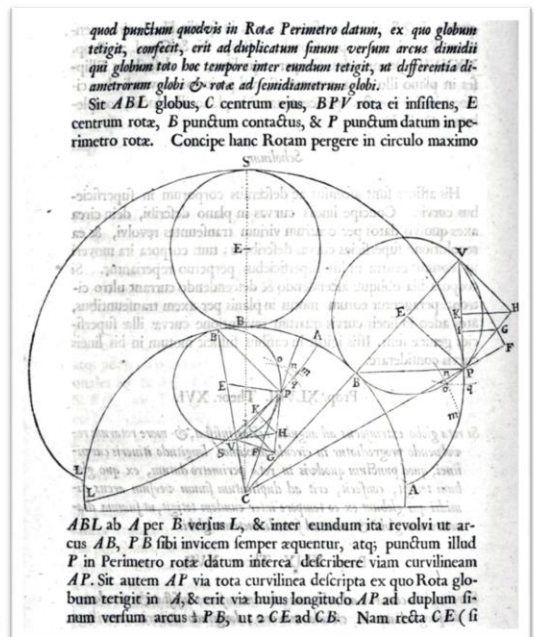 quod punctum quodvis in Rotæ Perimetro datum, ex quo globum
tetigit, confecit, erit ad duplicatum sinum versum arcus dimidii
qui globum toto hoc tempore inter eundum tetigit, ut differentia di-
ametrorum globi & rotæ ad semidiametrum globi.
Sit ABL globus, C centrum ejus, BPV rota ei insistens, E
centrum rotæ, B punctum contactus, & P punctum datum in pe-
rimetro rotæ. Concipe hanc Rotam pergere in circulo maximo
S
E
B
V
H
K
E
I
G
F
B
A
o
n
m
P
q
B
P
n
o
q
m
E
K
H
S
F
G
L
L
C
A
ABL ab A per B versus L, & inter eundum ita revolvi ut ar-
cus AB, PB sibi invicem semper æquentur, atq; punctum illud
P in Perimetro rotæ datum interea describere viam curvilineam
AP. Sit autem AP via tota curvilinea descripta ex quo Rota glo-
bum tetigit in A, & erit viæ hujus longitudo AP ad duplum si-
num versum arcus ½ PB, ut 2 CE ad CB. Nam recta CE (si